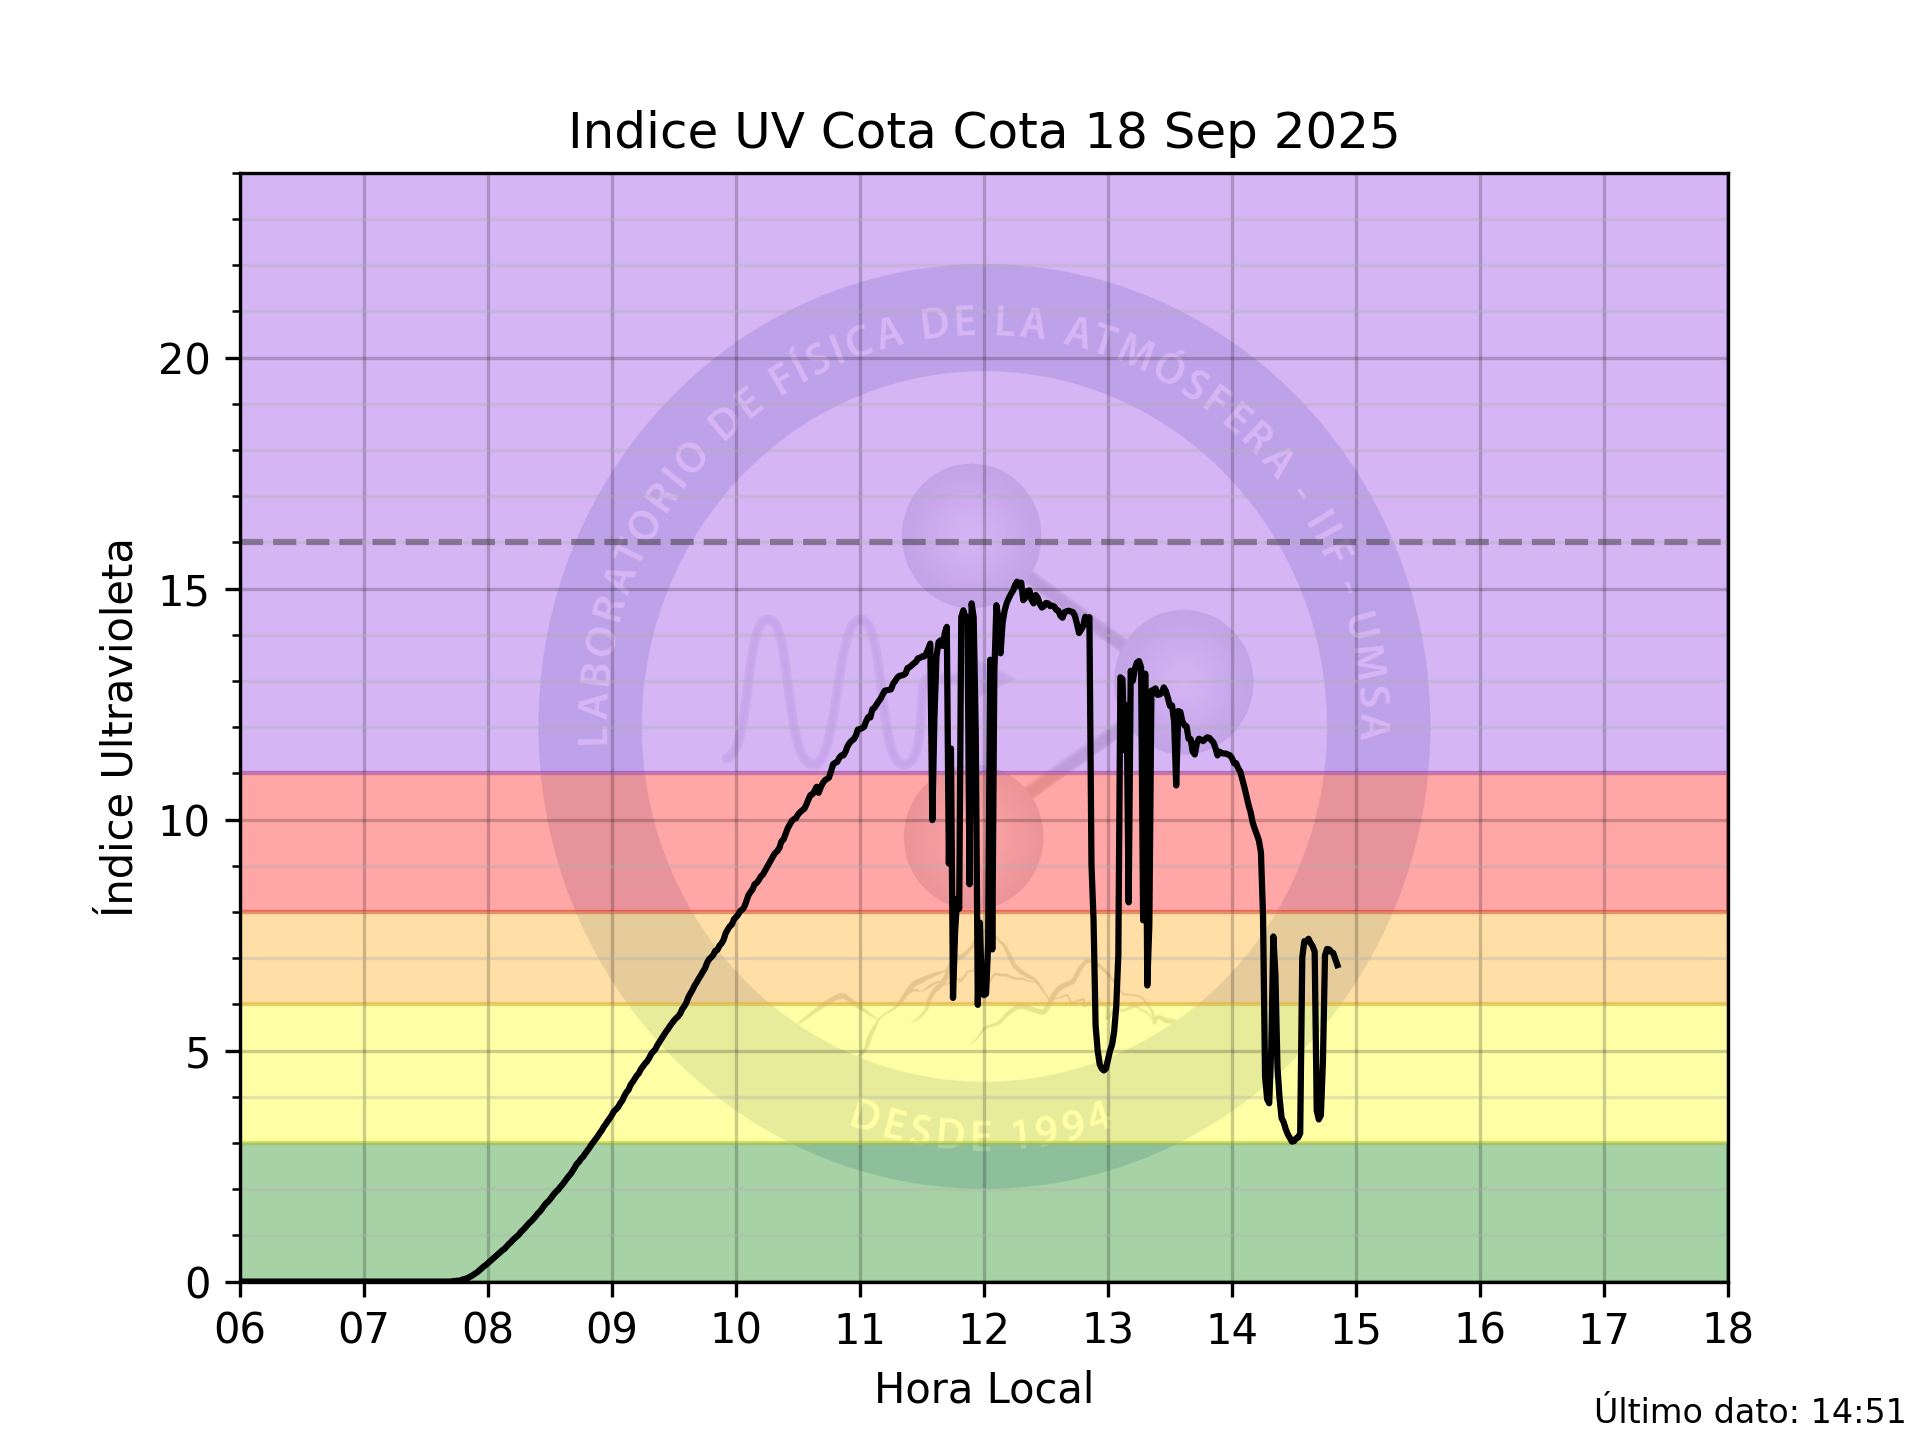 Indice UV Cota Cota 18 Sep 2025
LABORATORIO DE FÍSICA DE LA ATMÓSFERA - IIF - UMSA
DESDE 1994
Índice Ultravioleta
20
15
10
5
0
06 07 08 09 10 11 12 13 14 15 16 17 18
Hora Local
Último dato: 14:51